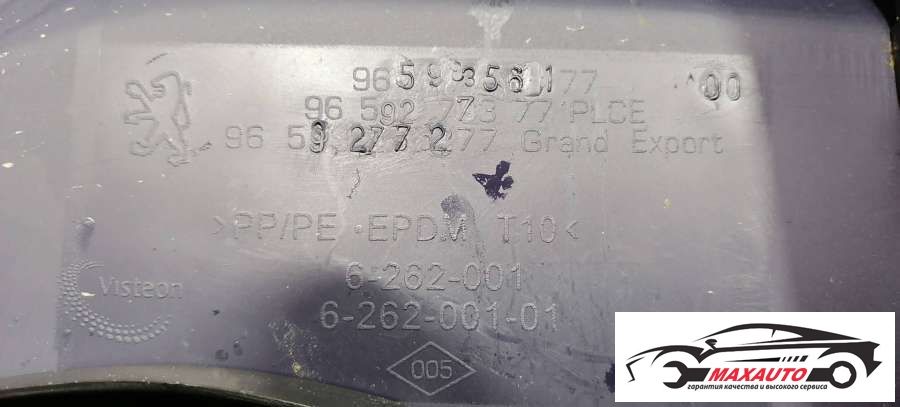 00
96 592 773 77 PLCE
Grand Export
>PP/PE · EPDM T10<
6-262-001
6-262-001-01
Visteon
005
MAXAUTO
гарантия качества и высокого сервиса